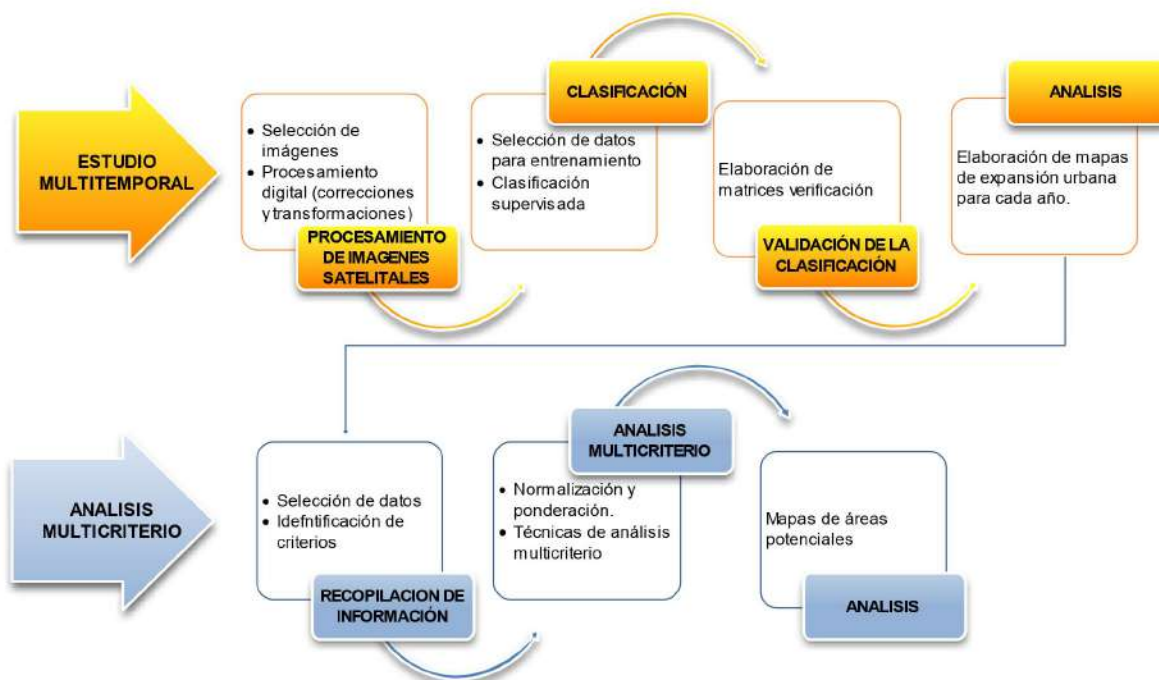 ESTUDIO
MULTITEMPORAL
• Selección de
imágenes
• Procesamiento
digital (correcciones
y transformaciones)
PROCESAMIENTO
DE IMAGENES
SATELITALES
CLASIFICACIÓN
• Selección de datos
para entrenamiento
• Clasificación
supervisada
Elaboración de
matrices verificación
VALIDACIÓN DE LA
CLASIFICACIÓN
ANALISIS
Elaboración de mapas
de expansión urbana
para cada año.
ANALISIS
MULTICRITERIO
• Selección de datos
• Idefntificación de
criterios
RECOPILACION DE
INFORMACIÓN
ANALISIS
MULTICRITERIO
• Normalización y
ponderación.
• Técnicas de análisis
multicriterio
Mapas de áreas
potenciales
ANALISIS